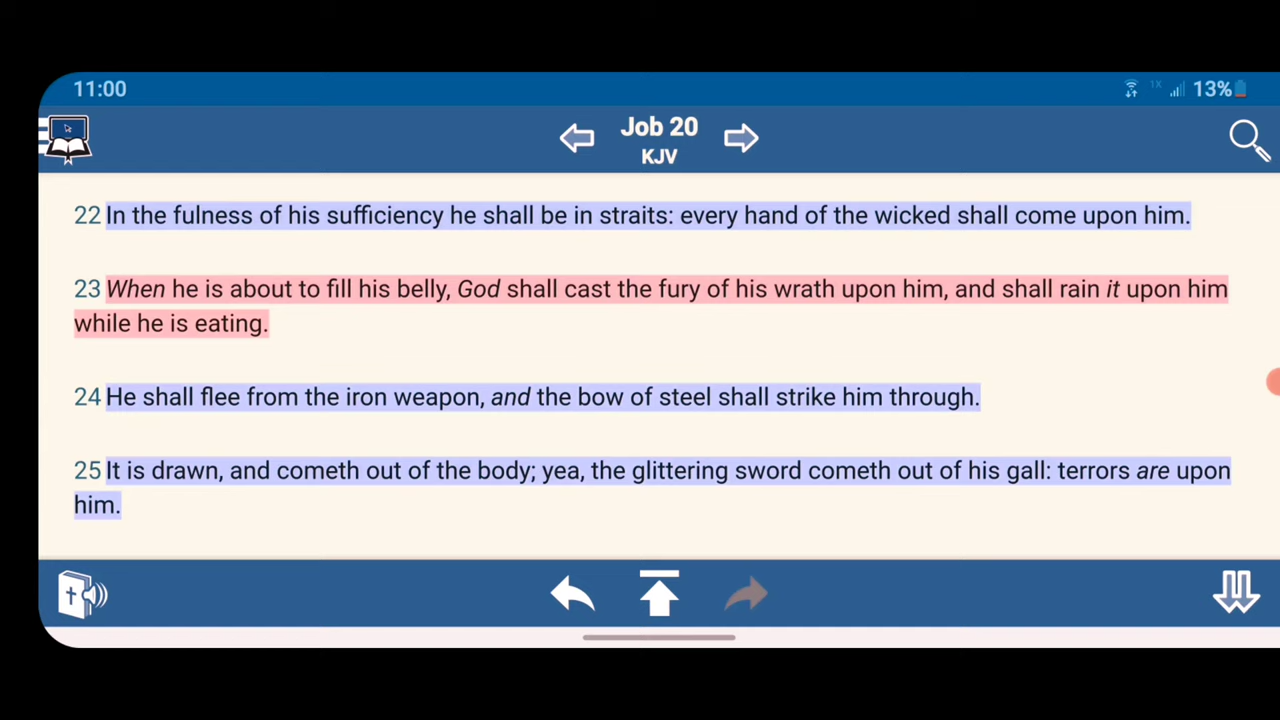 11:00
1X 13%
Job 20
KJV
22 In the fulness of his sufficiency he shall be in straits: every hand of the wicked shall come upon him.
23 When he is about to fill his belly, God shall cast the fury of his wrath upon him, and shall rain it upon him
while he is eating.
24 He shall flee from the iron weapon, and the bow of steel shall strike him through.
25 It is drawn, and cometh out of the body; yea, the glittering sword cometh out of his gall: terrors are upon
him.